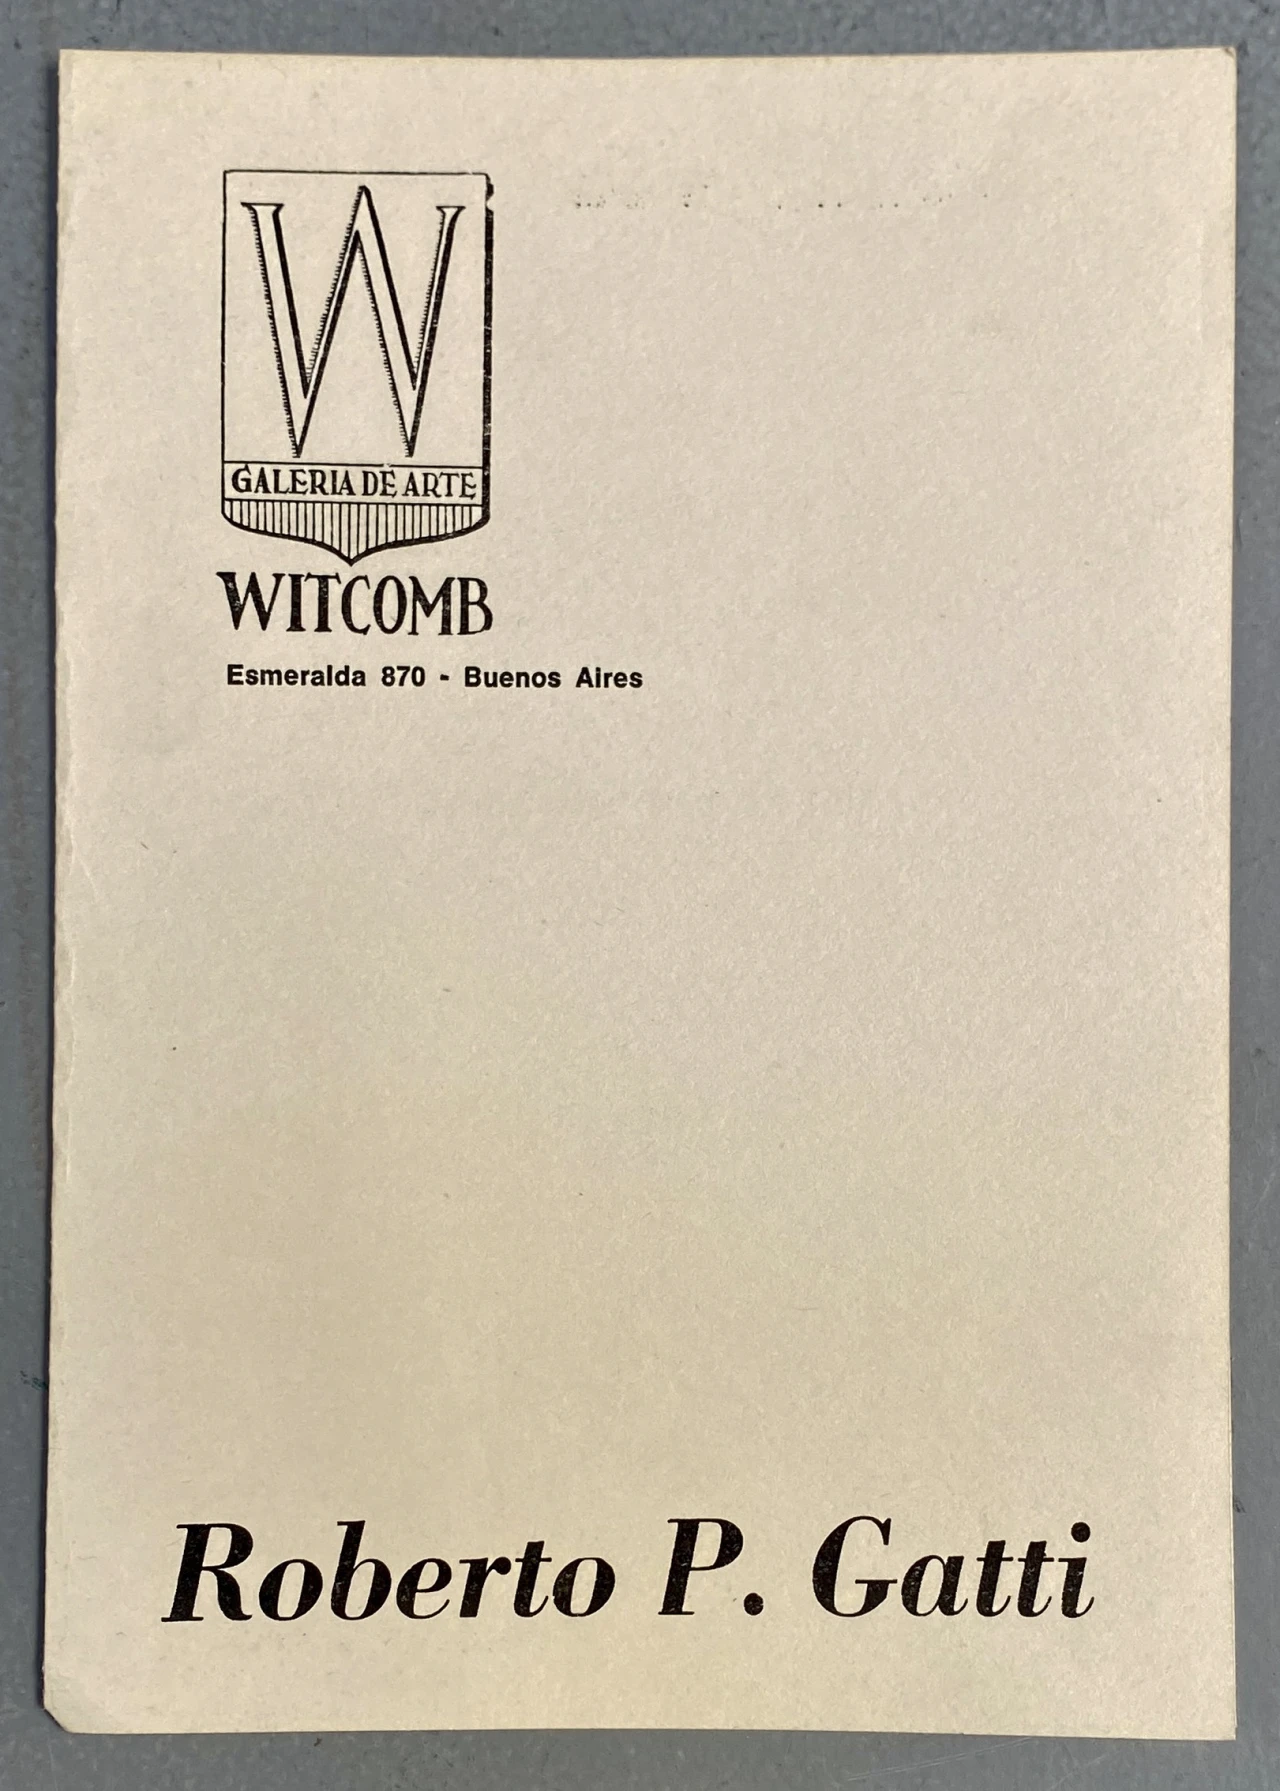 W
GALERIA DE ARTE
WITCOMB
Esmeralda 870 - Buenos Aires
Roberto P. Gatti